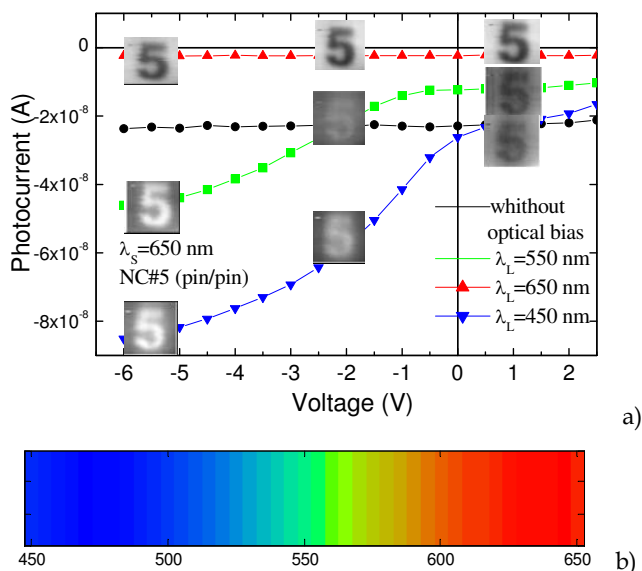 0
-2x10⁻⁸
-4x10⁻⁸
-6x10⁻⁸
-8x10⁻⁸
Photocurrent (A)
5 5 5
5 5
5
5 5
5
λS=650 nm
NC#5 (pin/pin)
whithout
optical bias
λL=550 nm
λL=650 nm
λL=450 nm
-6 -5 -4 -3 -2 -1 0 1 2
Voltage (V)
a)
450 500 550 600 650
b)